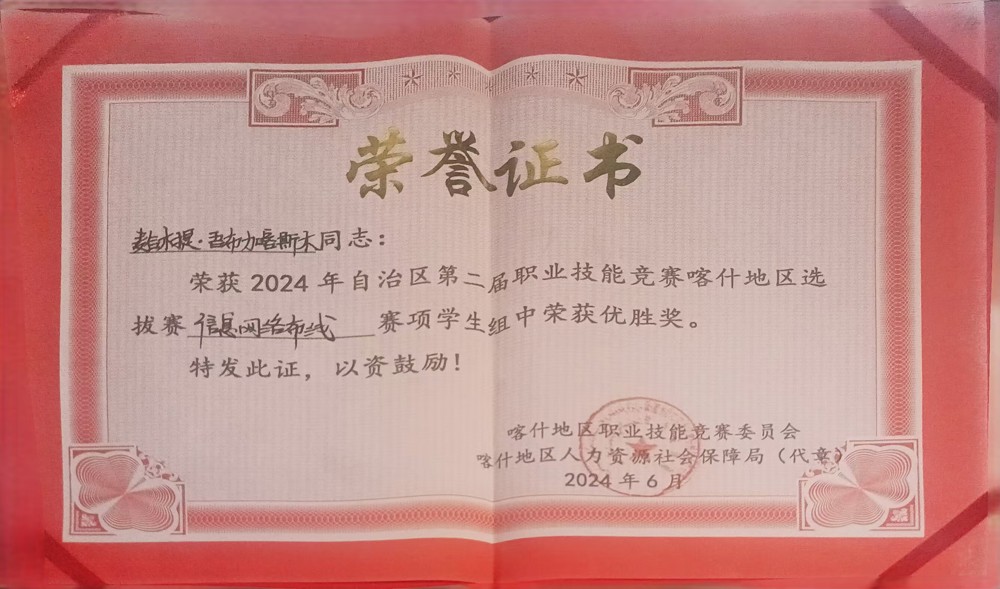 荣誉证书
麦合木提·吾布力喀斯木同志：
荣获2024年自治区第二届职业技能竞赛喀什地区选
拔赛 信息网络布线 赛项学生组中荣获优胜奖。
特发此证，以资鼓励！
喀什地区职业技能竞赛委员会
喀什地区人力资源社会保障局（代章）
2024年6月